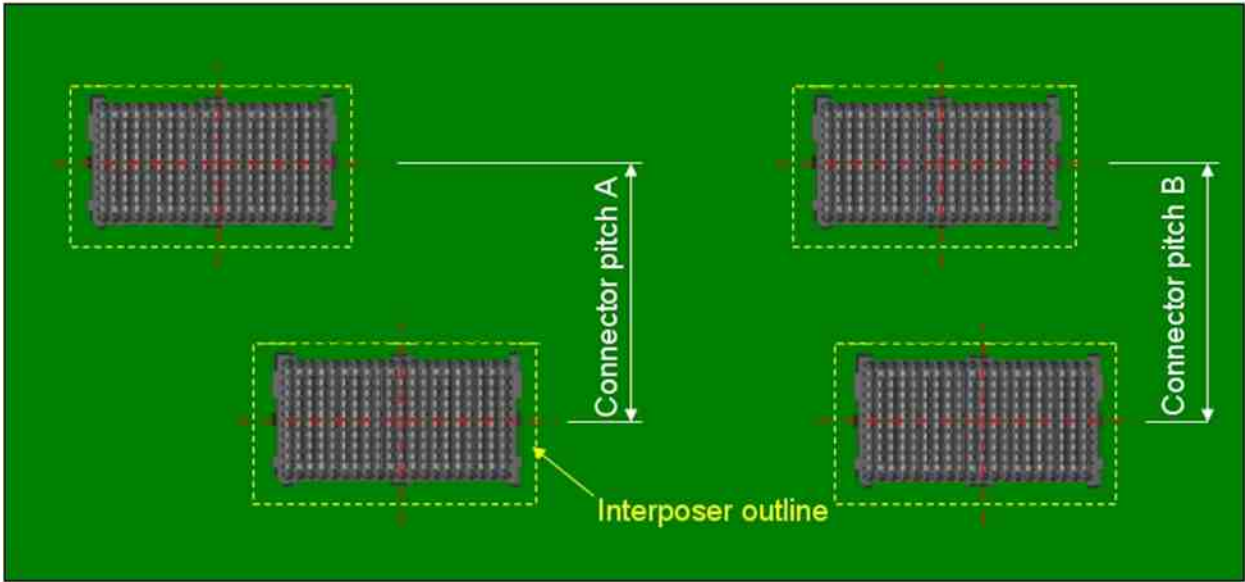 Connector pitch A
Connector pitch B
Interposer outline